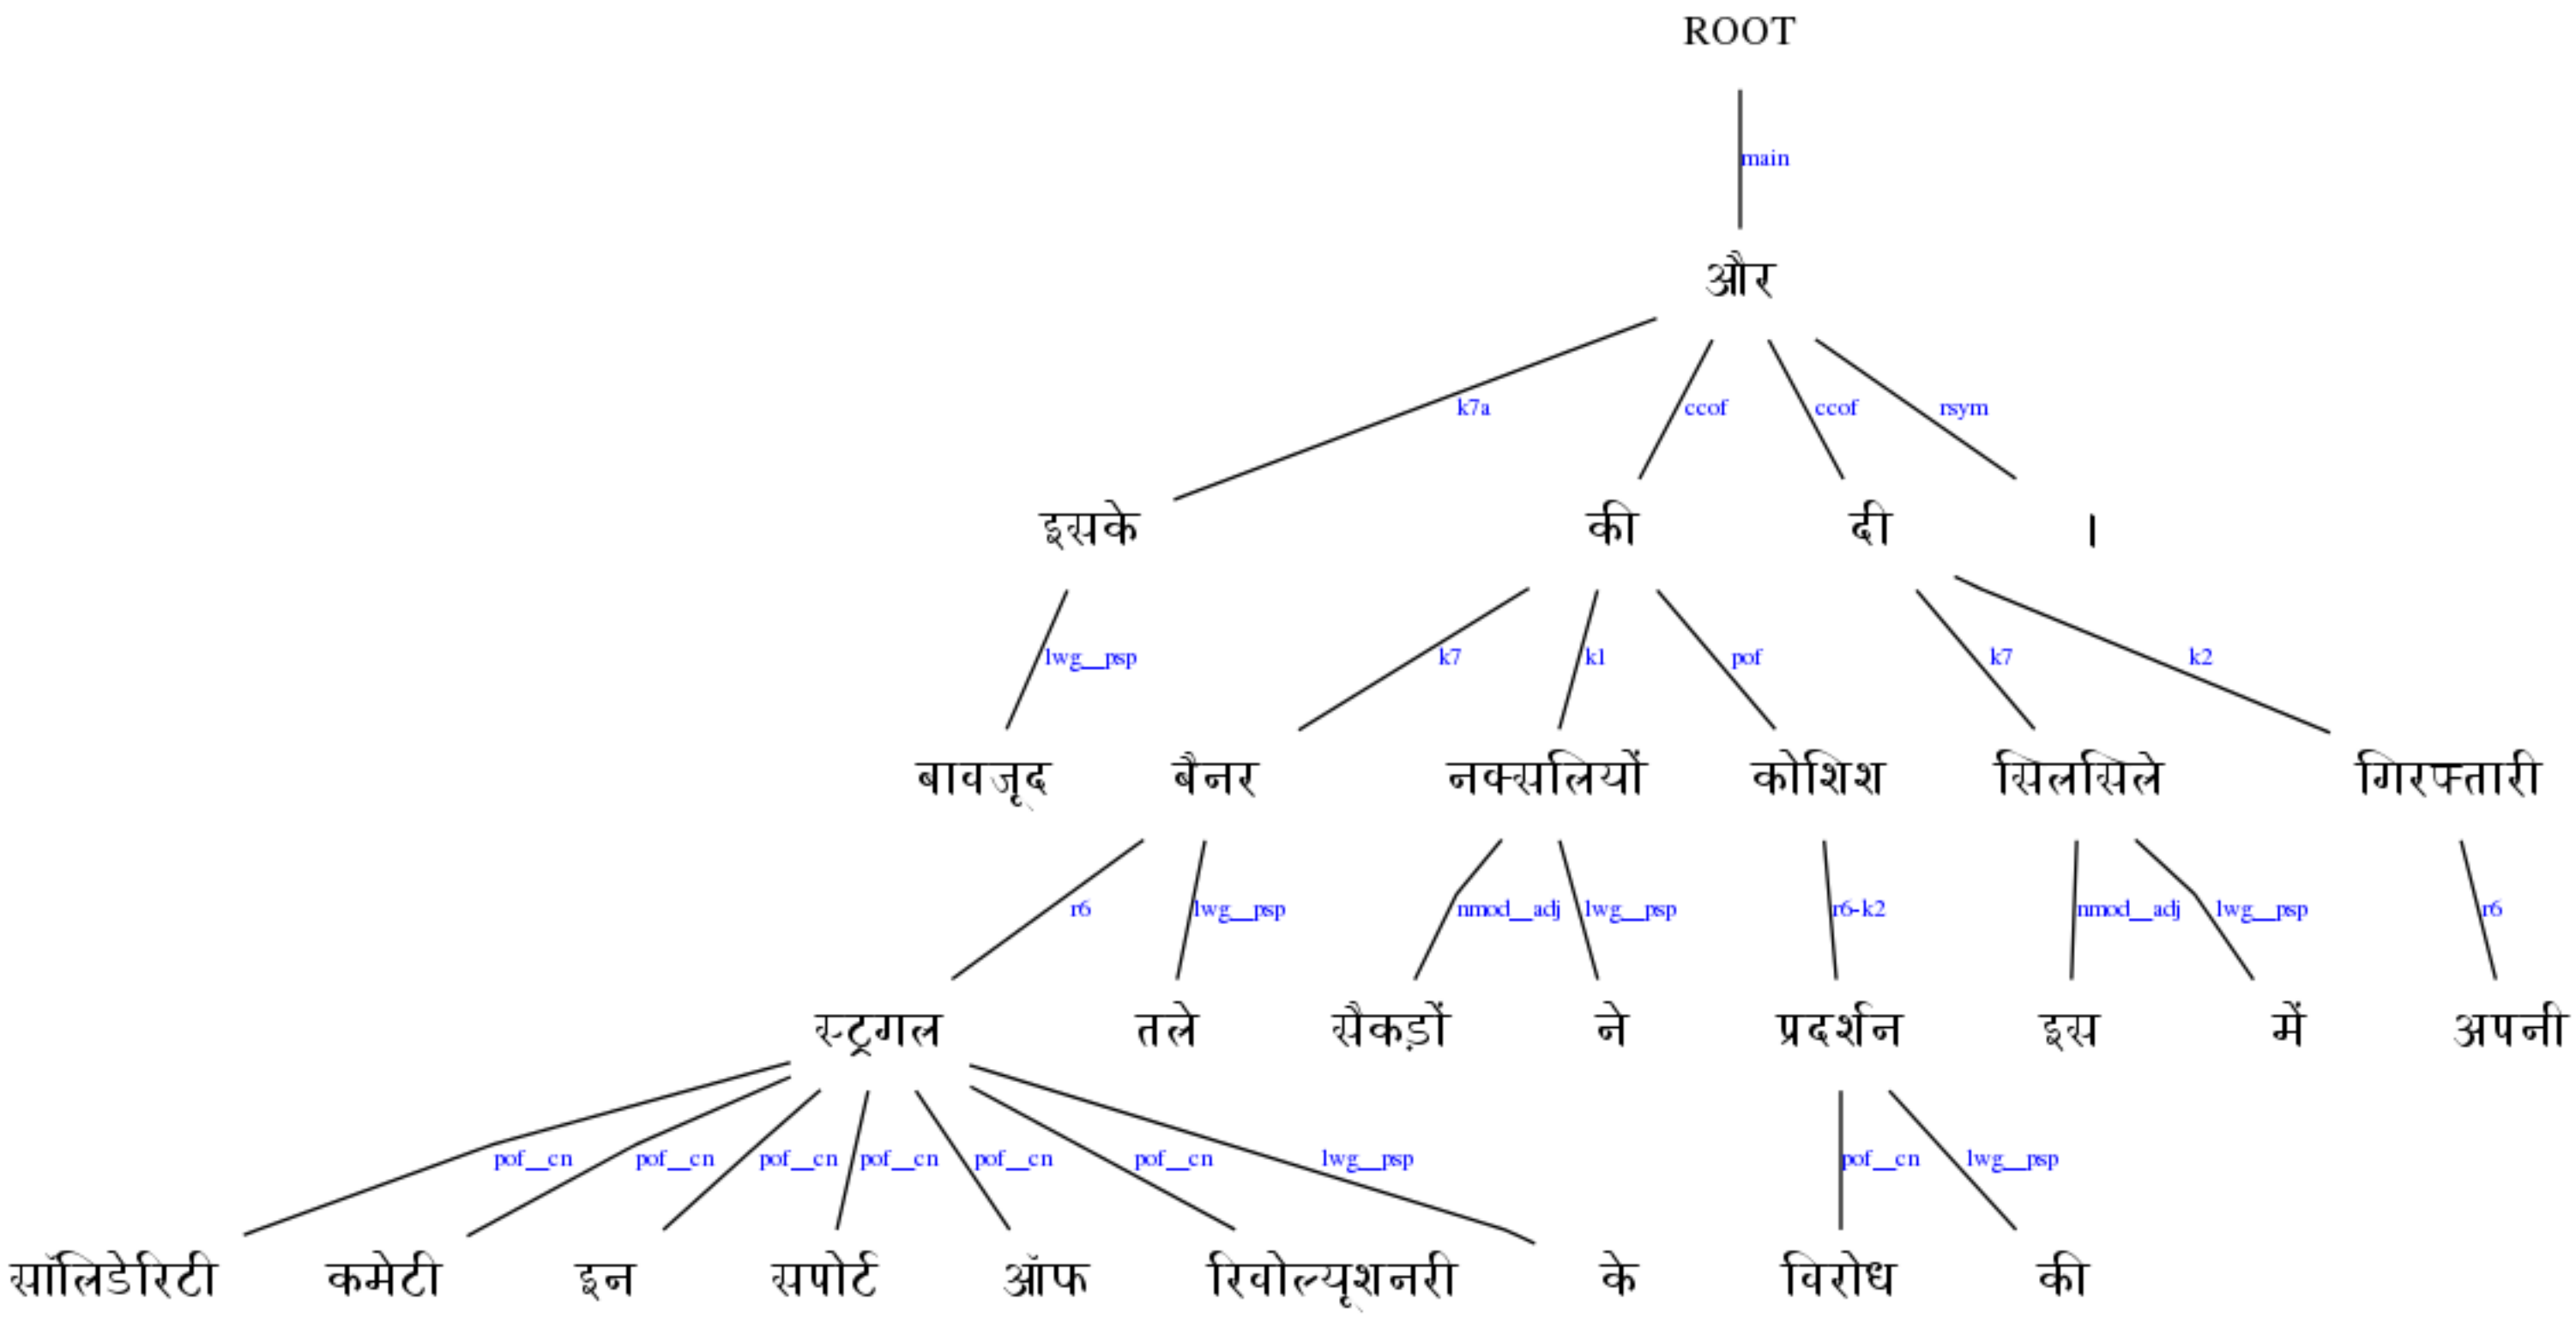 ROOT
main
और
k7a ccof ccof rsym
इसके की दी ।
lwg__psp k7 k1 pof k7 k2
बावजूद बैनर नक्सलियों कोशिश सिलसिले गिरफ्तारी
r6 lwg__psp nmod__adj lwg__psp r6-k2 nmod__adj lwg__psp r6
स्ट्रगल तले सैकड़ों ने प्रदर्शन इस में अपनी
pof__cn pof__cn pof__cn pof__cn pof__cn pof__cn lwg__psp pof__cn lwg__psp
सॉलिडेरिटी कमेटी इन सपोर्ट ऑफ रिवोल्यूशनरी के विरोध की